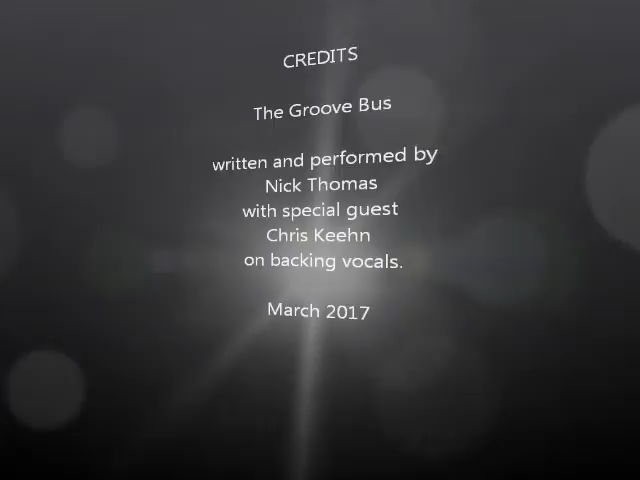 CREDITS
The Groove Bus
written and performed by
Nick Thomas
with special guest
Chris Keehn
on backing vocals.
March 2017